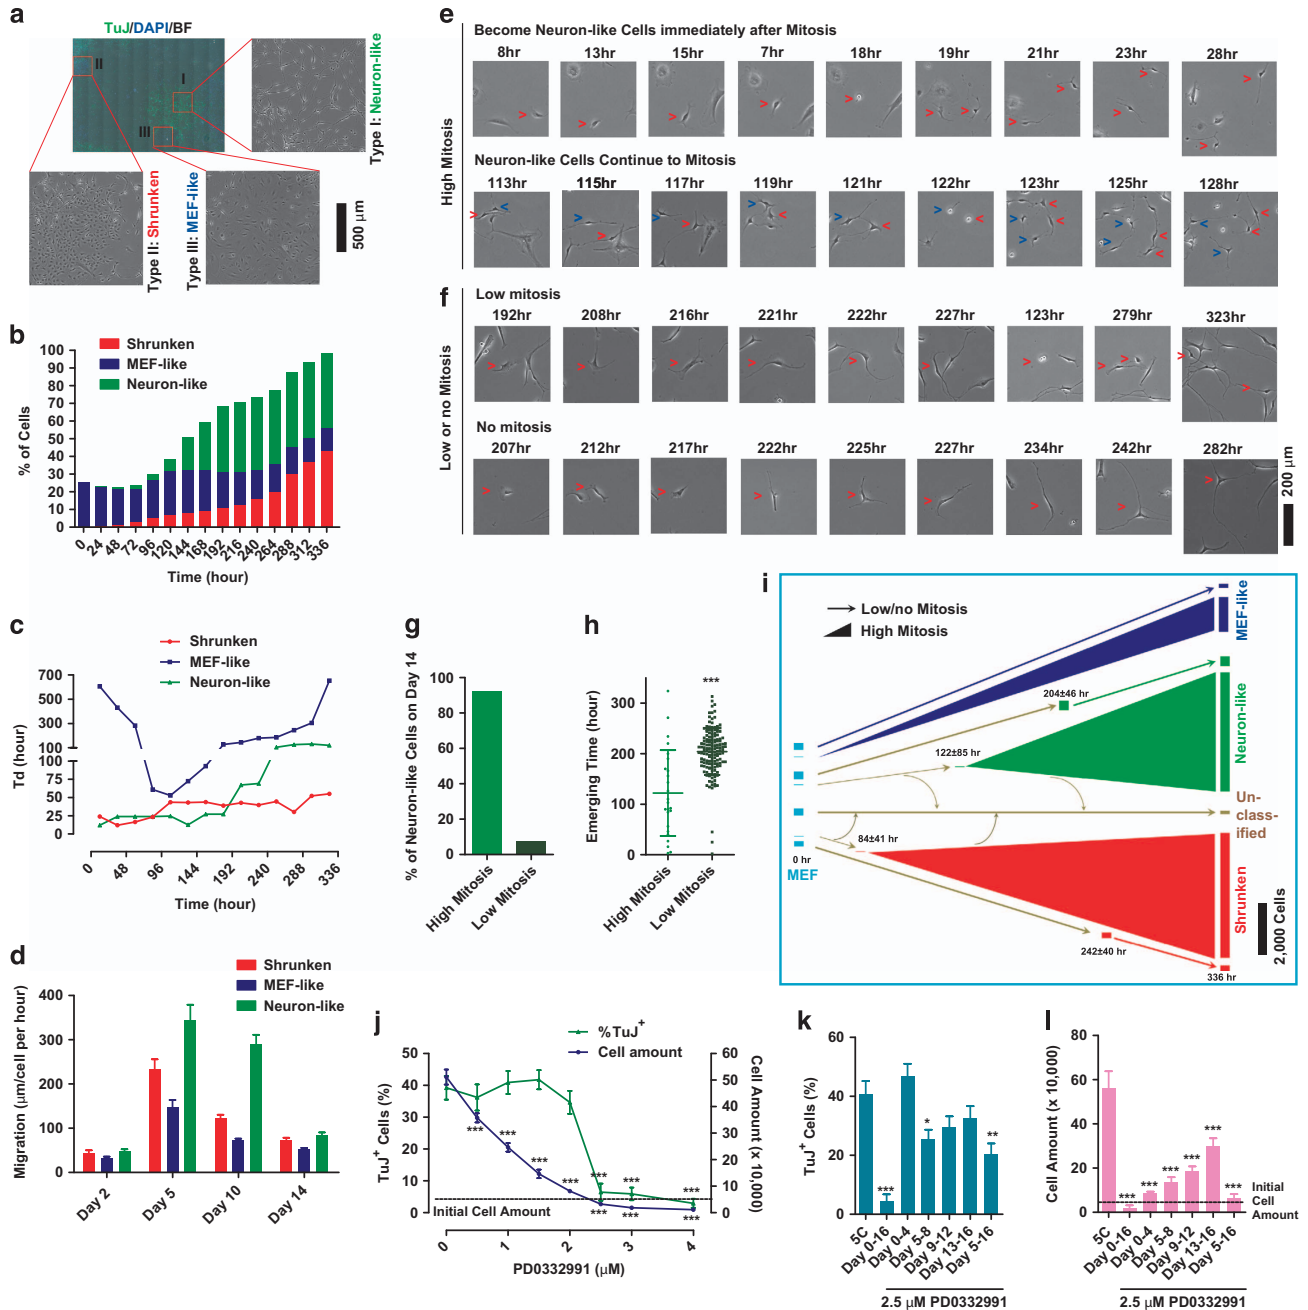 a
TuJ/DAPI/BF
II
I
III
Type I: Neuron-like
Type II: Shrunken
Type III: MEF-like
500 µm
b
Shrunken
MEF-like
Neuron-like
% of Cells
100
90
80
70
60
50
40
30
20
10
0
0 24 48 72 96 120 144 168 192 216 240 264 288 312 336
Time (hour)
c
Shrunken
MEF-like
Neuron-like
Td (hour)
700
500
300
100
100
75
50
25
0
0 48 96 144 192 240 288 336
Time (hour)
d
Shrunken
MEF-like
Neuron-like
Migration (µm/cell per hour)
400
300
200
100
0
Day 2 Day 5 Day 10 Day 14
e
High Mitosis
Become Neuron-like Cells immediately after Mitosis
8hr 13hr 15hr 7hr 18hr 19hr 21hr 23hr 28hr
Neuron-like Cells Continue to Mitosis
113hr 115hr 117hr 119hr 121hr 122hr 123hr 125hr 128hr
f
Low or no Mitosis
Low mitosis
192hr 208hr 216hr 221hr 222hr 227hr 123hr 279hr 323hr
No mitosis
207hr 212hr 217hr 222hr 225hr 227hr 234hr 242hr 282hr
200 µm
g
% of Neuron-like Cells on Day 14
100
80
60
40
20
0
High Mitosis Low Mitosis
h
Emerging Time (hour)
***
300
200
100
0
High Mitosis Low Mitosis
i
Low/no Mitosis
High Mitosis
MEF-like
204±46 hr
Neuron-like
122±85 hr
Un-
class-
ified
84±41 hr
0 hr
MEF
Shrunken
2,000 Cells
242±40 hr
336 hr
j
%TuJ+
Cell amount
TuJ+ Cells (%)
50
40
30
20
10
0
Cell Amount (x 10,000)
60
50
40
30
20
10
0
*** *** *** *** *** *** ***
*** *** ***
Initial Cell Amount
0 1 2 3 4
PD0332991 (µM)
k
TuJ+ Cells (%)
60
40
20
0
*** * **
5C Day 0-16 Day 0-4 Day 5-8 Day 9-12 Day 13-16 Day 5-16
2.5 µM PD0332991
l
Cell Amount (x 10,000)
80
60
40
20
0
*** *** *** *** *** ***
Initial
Cell
Amount
5C Day 0-16 Day 0-4 Day 5-8 Day 9-12 Day 13-16 Day 5-16
2.5 µM PD0332991